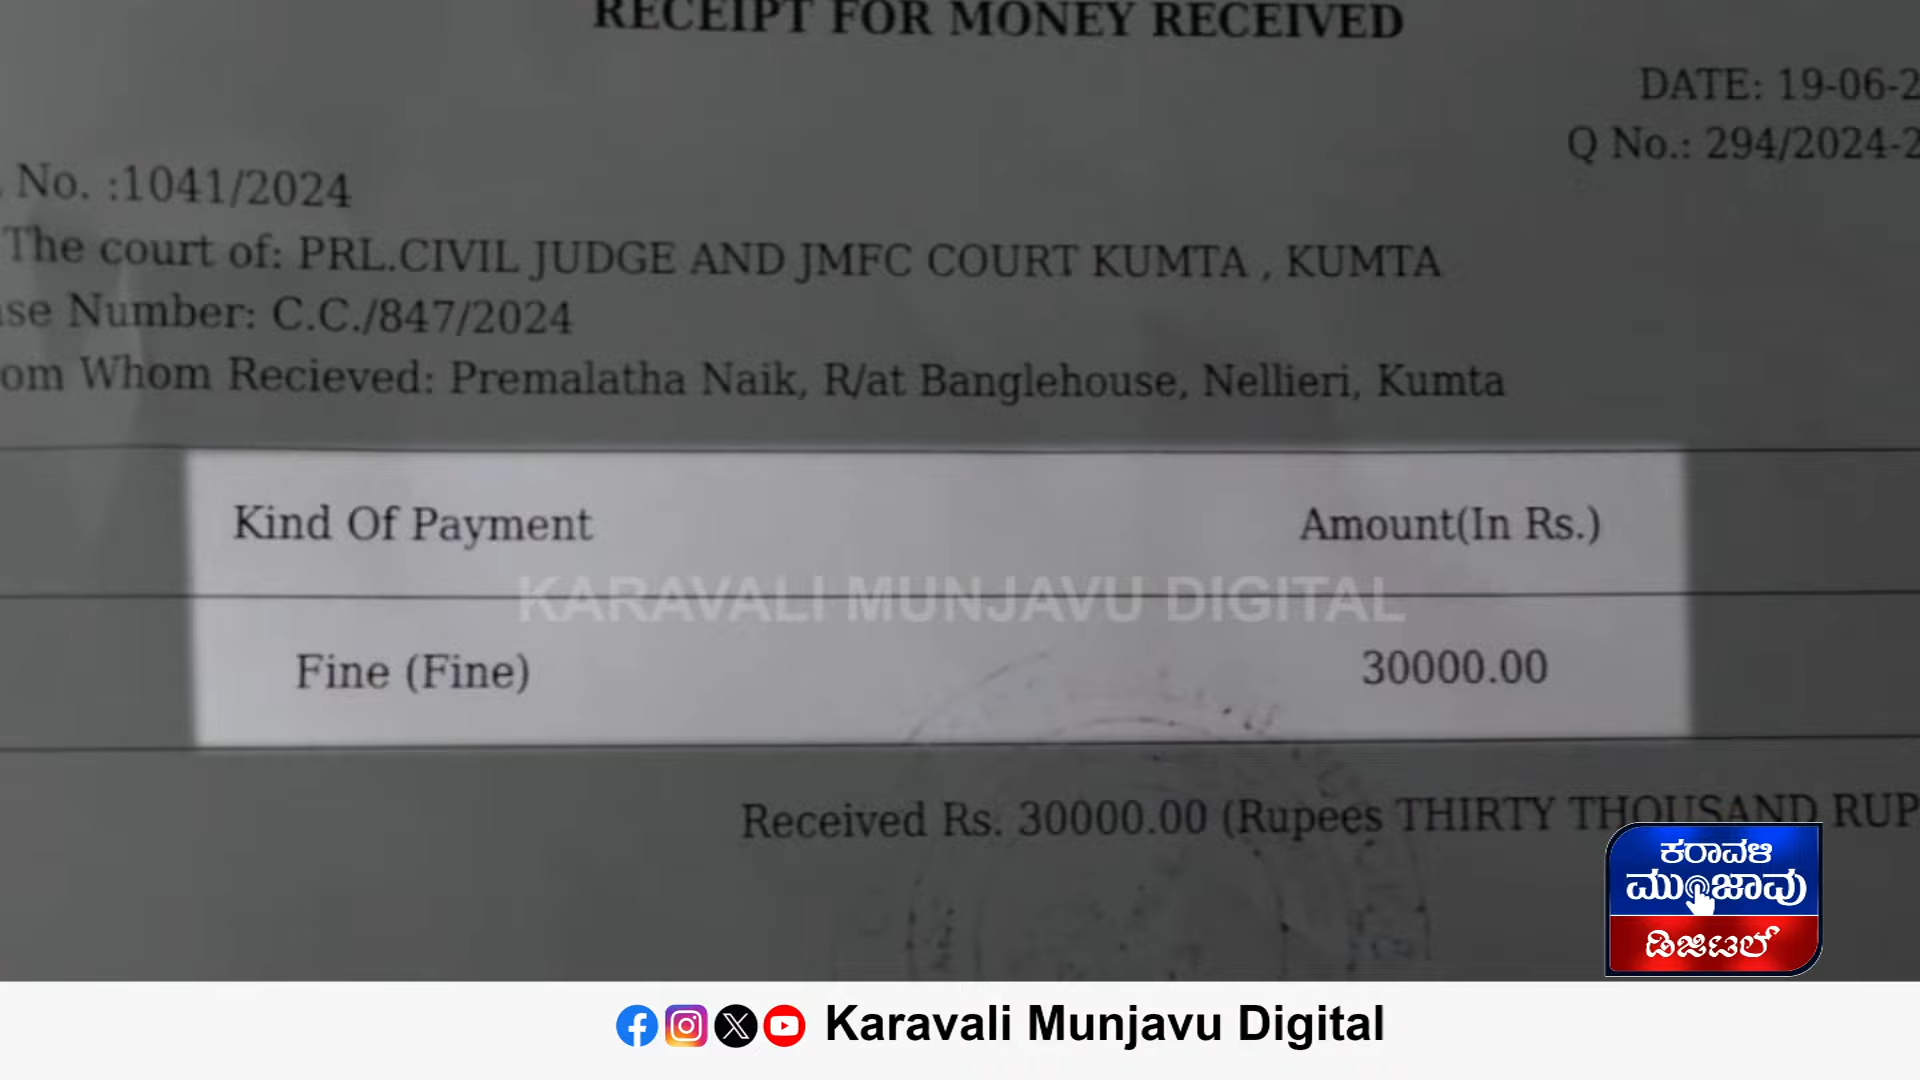 RECEIPT FOR MONEY RECEIVED
DATE: 19-06-2
Q No.: 294/2024-2
. No. :1041/2024
The court of: PRL.CIVIL JUDGE AND JMFC COURT KUMTA , KUMTA
se Number: C.C./847/2024
om Whom Recieved: Premalatha Naik, R/at Banglehouse, Nellieri, Kumta
Kind Of Payment Amount(In Rs.)
KARAVALI MUNJAVU DIGITAL
Fine (Fine) 30000.00
Received Rs. 30000.00 (Rupees THIRTY THOUSAND RUP
ಕರಾವಳಿ
ಮುಂಜಾವು
ಡಿಜಿಟಲ್
Karavali Munjavu Digital